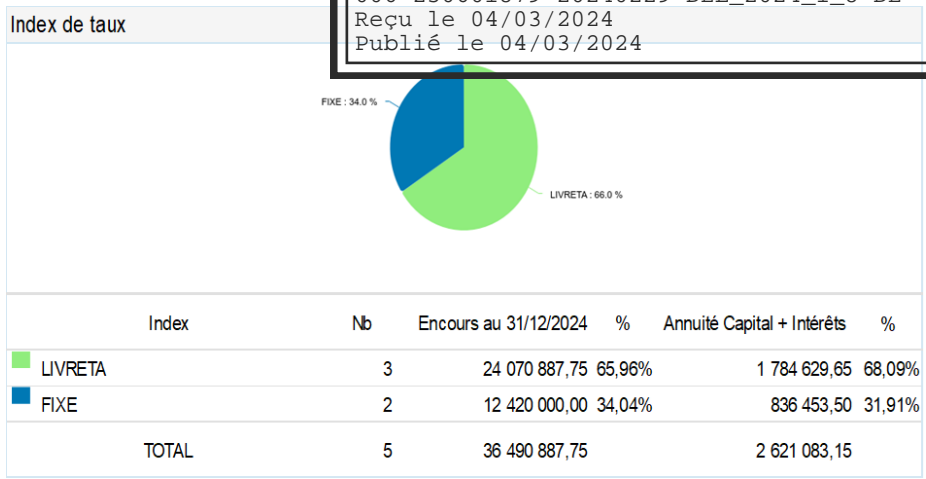 Index de taux
Reçu le 04/03/2024
Publié le 04/03/2024
FIXE : 34.0 %
LIVRETA : 66.0 %
Index Nb Encours au 31/12/2024 % Annuité Capital + Intérêts %
LIVRETA 3 24 070 887,75 65,96% 1 784 629,65 68,09%
FIXE 2 12 420 000,00 34,04% 836 453,50 31,91%
TOTAL 5 36 490 887,75 2 621 083,15